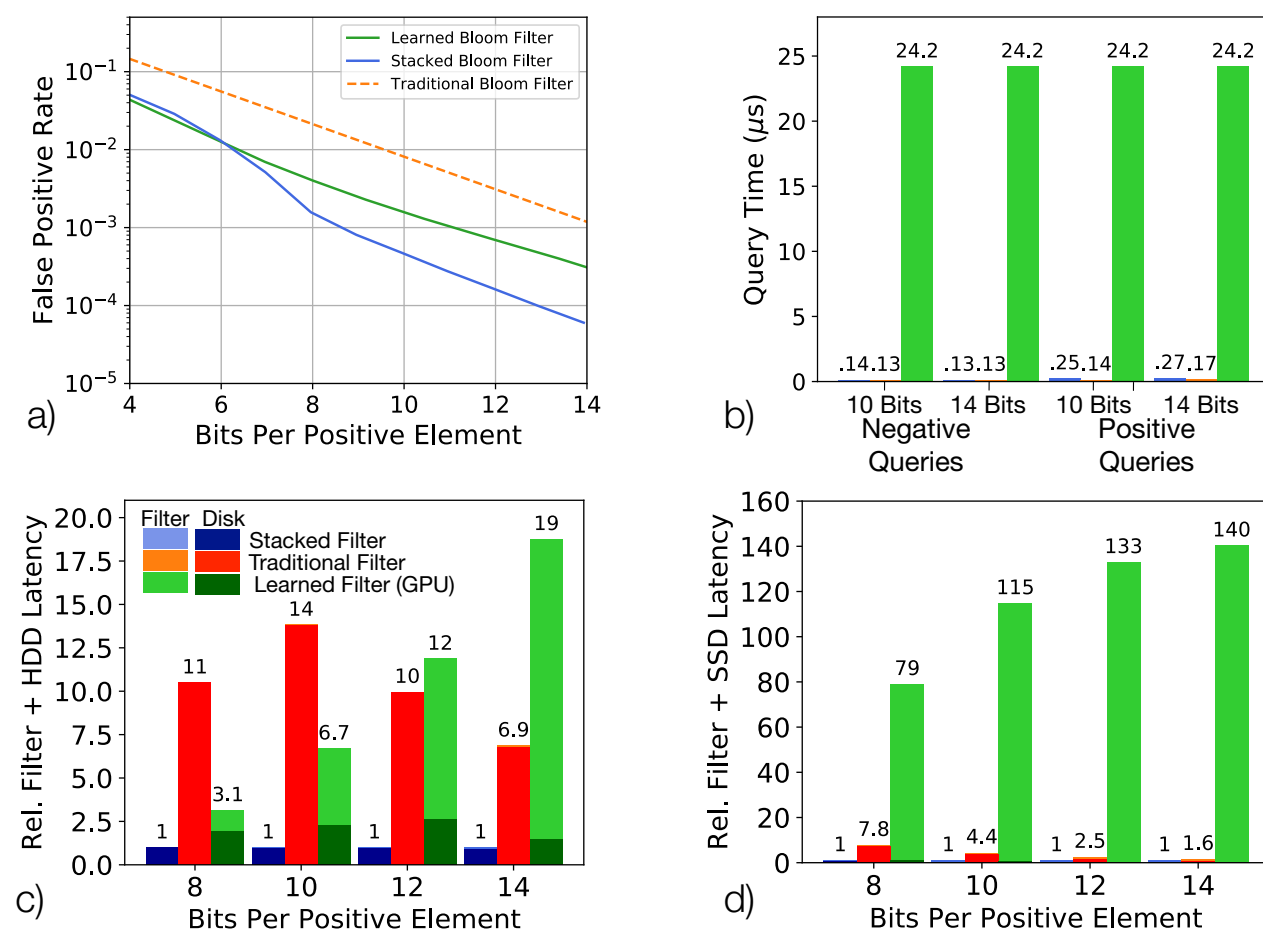 Learned Bloom Filter
Stacked Bloom Filter
Traditional Bloom Filter
False Positive Rate
10⁻¹
10⁻²
10⁻³
10⁻⁴
10⁻⁵
4 6 8 10 12 14
Bits Per Positive Element
a)
Query Time (μs)
25
20
15
10
5
0
24.2 24.2 24.2 24.2
.14 .13 .13 .13 .25 .14 .27 .17
10 Bits 14 Bits 10 Bits 14 Bits
Negative Queries
Positive Queries
b)
Rel. Filter + HDD Latency
20.0
17.5
15.0
12.5
10.0
7.5
5.0
2.5
0.0
Filter Disk
Stacked Filter
Traditional Filter
Learned Filter (GPU)
1 11 3.1
1 14 6.7
1 10 12
1 6.9 19
8 10 12 14
Bits Per Positive Element
c)
Rel. Filter + SSD Latency
160
140
120
100
80
60
40
20
0
1 7.8 79
1 4.4 115
1 2.5 133
1 1.6 140
8 10 12 14
Bits Per Positive Element
d)